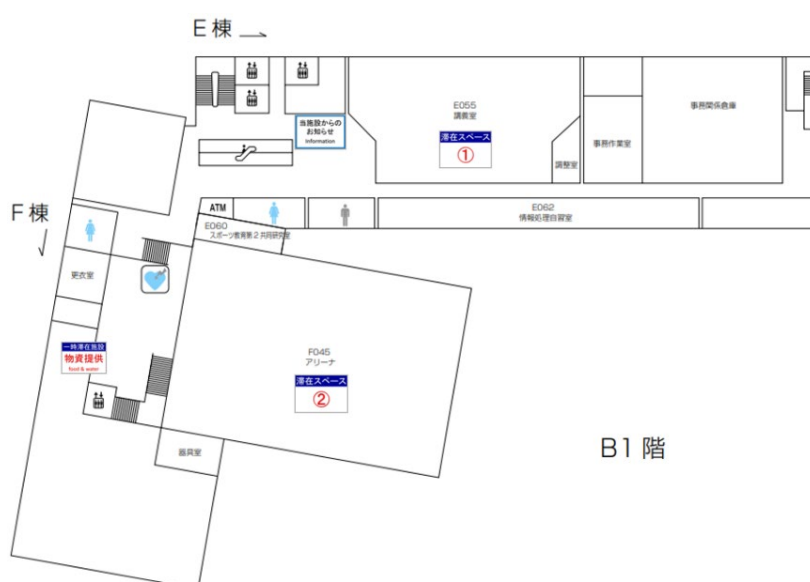 E 棟
E055
講義室
滞在スペース
①
調整室
事務作業室
事務関係倉庫
当施設からの
お知らせ
Information
F 棟
ATM
E060
スポーツ教育第2共同研究室
E062
情報処理自習室
更衣室
一時滞在施設
物資提供
food & water
F045
アリーナ
滞在スペース
②
器具室
B1 階